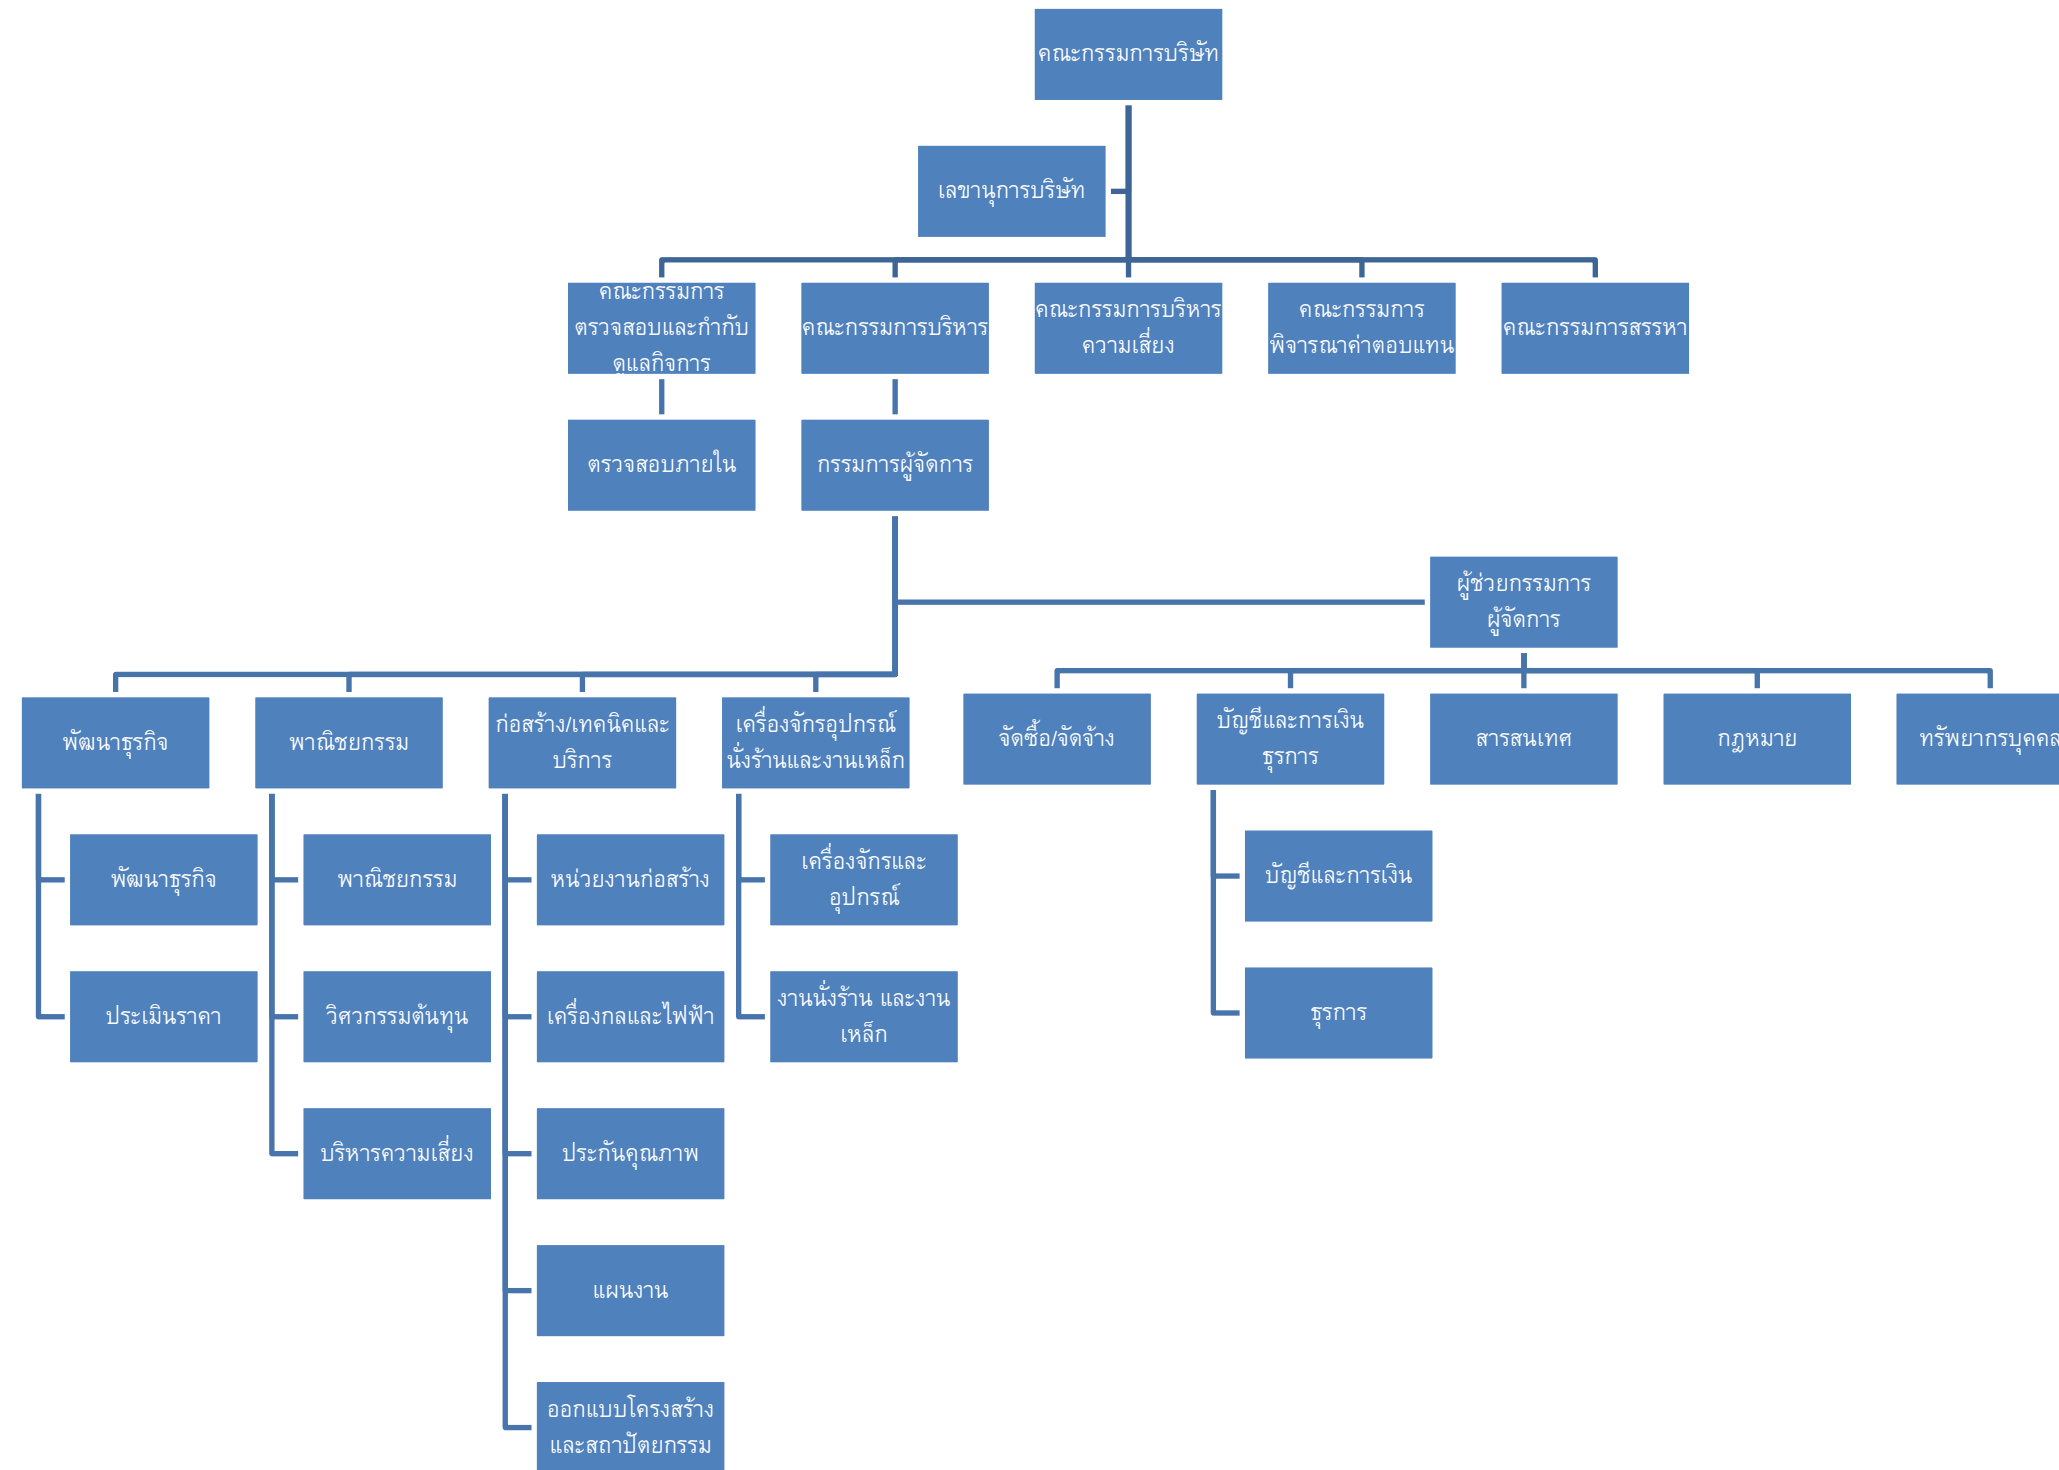 คณะกรรมการบริษัท
เลขานุการบริษัท
คณะกรรมการ
ตรวจสอบและกำกับ
ดูแลกิจการ
คณะกรรมการบริหาร
คณะกรรมการบริหาร
ความเสี่ยง
คณะกรรมการ
พิจารณาค่าตอบแทน
คณะกรรมการสรรหา
ตรวจสอบภายใน
กรรมการผู้จัดการ
ผู้ช่วยกรรมการ
ผู้จัดการ
พัฒนาธุรกิจ
พาณิชยกรรม
ก่อสร้าง/เทคนิคและ
บริการ
เครื่องจักรอุปกรณ์
นั่งร้านและงานเหล็ก
จัดซื้อ/จัดจ้าง
บัญชีและการเงิน
ธุรการ
สารสนเทศ
กฎหมาย
ทรัพยากรบุคคล
พัฒนาธุรกิจ
พาณิชยกรรม
หน่วยงานก่อสร้าง
เครื่องจักรและ
อุปกรณ์
บัญชีและการเงิน
ประเมินราคา
วิศวกรรมต้นทุน
เครื่องกลและไฟฟ้า
งานนั่งร้าน และงาน
เหล็ก
ธุรการ
บริหารความเสี่ยง
ประกันคุณภาพ
แผนงาน
ออกแบบโครงสร้าง
และสถาปัตยกรรม